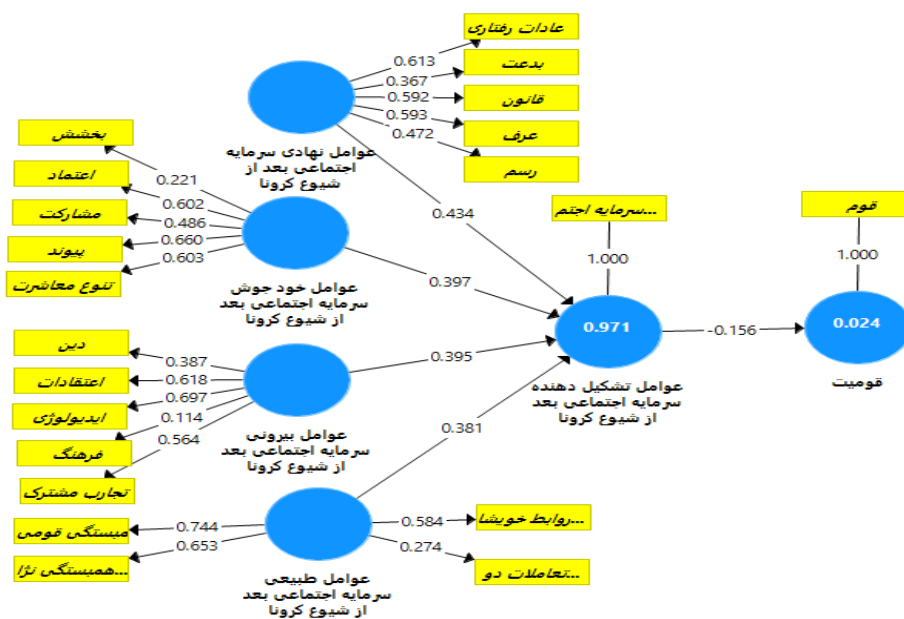 عادات رفتاری
بدعت
قانون
عرف
رسم
0.613
0.367
0.592
0.593
0.472
عوامل نهادی سرمایه
اجتماعی بعد از
شیوع کرونا
0.434
بخشش
اعتماد
مشارکت
پیوند
تنوع معاشرت
0.221
0.602
0.486
0.660
0.603
عوامل خود جوش
سرمایه اجتماعی بعد
از شیوع کرونا
0.397
دین
اعتقادات
ایدیولوژی
فرهنگ
تجارب مشترک
0.387
0.618
0.697
0.114
0.564
عوامل بیرونی
سرمایه اجتماعی بعد
از شیوع کرونا
0.395
مبستگی قومی
همبستگی نژا...
0.744
0.653
عوامل طبیعی
سرمایه اجتماعی بعد
از شیوع کرونا
0.381
0.584
0.274
روابط خویشا...
تعاملات دو...
سرمایه اجتم...
1.000
0.971
عوامل تشکیل دهنده
سرمایه اجتماعی بعد
از شیوع کرونا
-0.156
قوم
1.000
0.024
قومیت